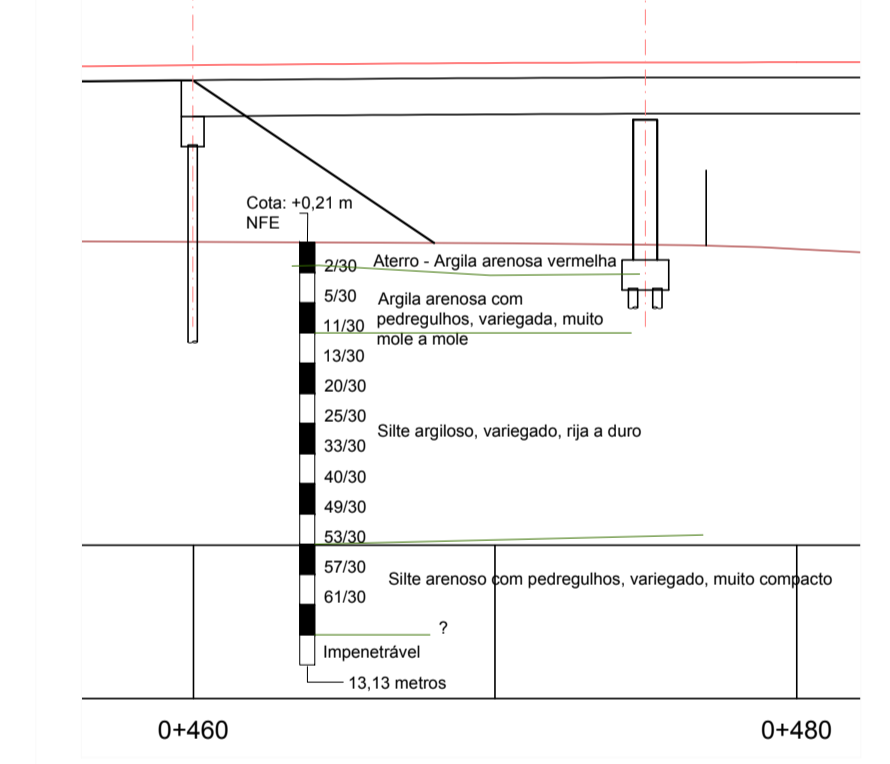 Cota: +0,21 m
NFE
2/30
Aterro - Argila arenosa vermelha
5/30
Argila arenosa com
pedregulhos, variegada, muito
mole a mole
11/30
13/30
20/30
25/30
Silte argiloso, variegado, rija a duro
33/30
40/30
49/30
53/30
57/30
Silte arenoso com pedregulhos, variegado, muito compacto
61/30
?
Impenetrável
13,13 metros
0+460
0+480